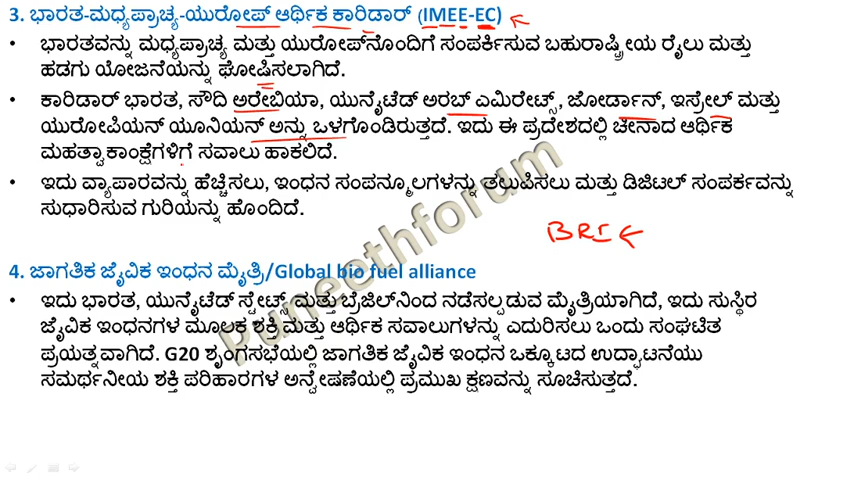 3. ಭಾರತ-ಮಧ್ಯಪ್ರಾಚ್ಯ-ಯುರೋಪ್ ಆರ್ಥಿಕ ಕಾರಿಡಾರ್ (IMEE-EC)
• ಭಾರತವನ್ನು ಮಧ್ಯಪ್ರಾಚ್ಯ ಮತ್ತು ಯುರೋಪ್‌ನೊಂದಿಗೆ ಸಂಪರ್ಕಿಸುವ ಬಹುರಾಷ್ಟ್ರೀಯ ರೈಲು ಮತ್ತು
ಹಡಗು ಯೋಜನೆಯನ್ನು ಘೋಷಿಸಲಾಗಿದೆ.
• ಕಾರಿಡಾರ್ ಭಾರತ, ಸೌದಿ ಅರೇಬಿಯಾ, ಯುನೈಟೆಡ್ ಅರಬ್ ಎಮಿರೇಟ್ಸ್, ಜೋರ್ಡಾನ್, ಇಸ್ರೇಲ್ ಮತ್ತು
ಯುರೋಪಿಯನ್ ಯೂನಿಯನ್ ಅನ್ನು ಒಳಗೊಂಡಿರುತ್ತದೆ. ಇದು ಈ ಪ್ರದೇಶದಲ್ಲಿ ಚೀನಾದ ಆರ್ಥಿಕ
ಮಹತ್ವಾಕಾಂಕ್ಷೆಗಳಿಗೆ ಸವಾಲು ಹಾಕಲಿದೆ.
• ಇದು ವ್ಯಾಪಾರವನ್ನು ಹೆಚ್ಚಿಸಲು, ಇಂಧನ ಸಂಪನ್ಮೂಲಗಳನ್ನು ತಲುಪಿಸಲು ಮತ್ತು ಡಿಜಿಟಲ್ ಸಂಪರ್ಕವನ್ನು
ಸುಧಾರಿಸುವ ಗುರಿಯನ್ನು ಹೊಂದಿದೆ.
BRI
Puneethforum
4. ಜಾಗತಿಕ ಜೈವಿಕ ಇಂಧನ ಮೈತ್ರಿ/Global bio fuel alliance
• ಇದು ಭಾರತ, ಯುನೈಟೆಡ್ ಸ್ಟೇಟ್ಸ್ ಮತ್ತು ಬ್ರೆಜಿಲ್‌ನಿಂದ ನಡೆಸಲ್ಪಡುವ ಮೈತ್ರಿಯಾಗಿದೆ, ಇದು ಸುಸ್ಥಿರ
ಜೈವಿಕ ಇಂಧನಗಳ ಮೂಲಕ ಶಕ್ತಿ ಮತ್ತು ಆರ್ಥಿಕ ಸವಾಲುಗಳನ್ನು ಎದುರಿಸಲು ಒಂದು ಸಂಘಟಿತ
ಪ್ರಯತ್ನವಾಗಿದೆ. G20 ಶೃಂಗಸಭೆಯಲ್ಲಿ ಜಾಗತಿಕ ಜೈವಿಕ ಇಂಧನ ಒಕ್ಕೂಟದ ಉದ್ಘಾಟನೆಯು
ಸಮರ್ಥನೀಯ ಶಕ್ತಿ ಪರಿಹಾರಗಳ ಅನ್ವೇಷಣೆಯಲ್ಲಿ ಪ್ರಮುಖ ಕ್ಷಣವನ್ನು ಸೂಚಿಸುತ್ತದೆ.